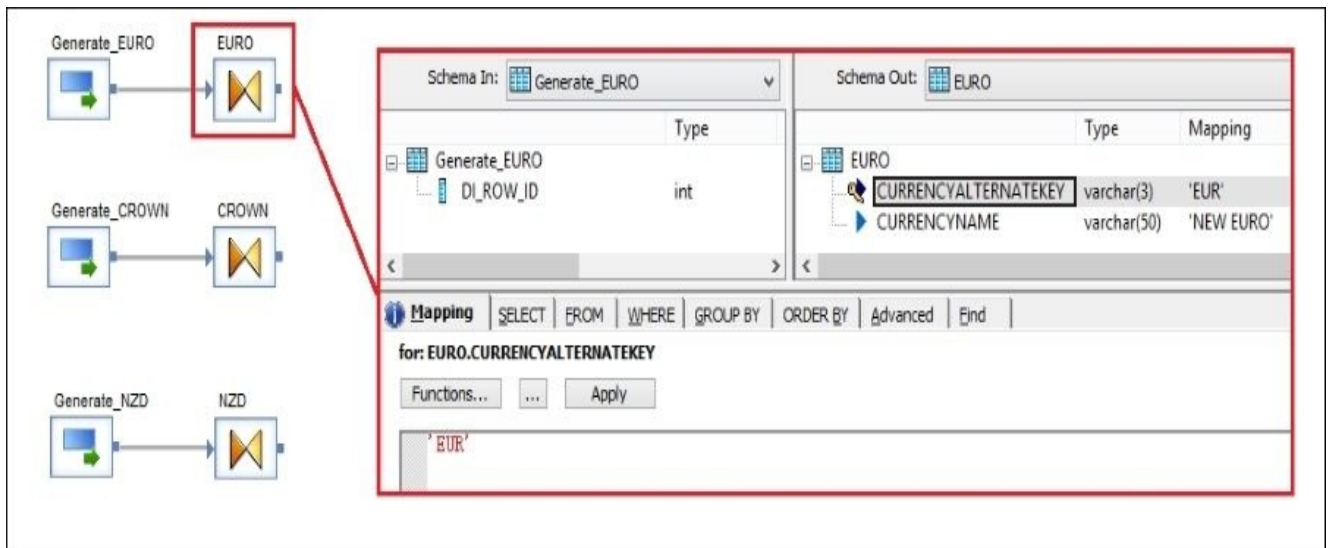 Generate_EURO EURO
Generate_CROWN CROWN
Generate_NZD NZD
Schema In: Generate_EURO
Type
Generate_EURO
DI_ROW_ID int
Schema Out: EURO
Type Mapping
EURO
CURRENCYALTERNATEKEY varchar(3) 'EUR'
CURRENCYNAME varchar(50) 'NEW EURO'
Mapping SELECT FROM WHERE GROUP BY ORDER BY Advanced Find
for: EURO.CURRENCYALTERNATEKEY
Functions... ... Apply
'EUR'